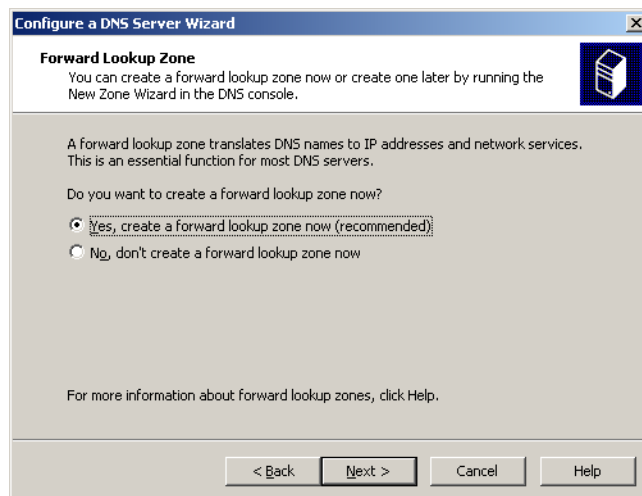 Configure a DNS Server Wizard
Forward Lookup Zone
You can create a forward lookup zone now or create one later by running the
New Zone Wizard in the DNS console.
A forward lookup zone translates DNS names to IP addresses and network services.
This is an essential function for most DNS servers.
Do you want to create a forward lookup zone now?
Yes, create a forward lookup zone now (recommended)
No, don't create a forward lookup zone now
For more information about forward lookup zones, click Help.
< Back Next > Cancel Help